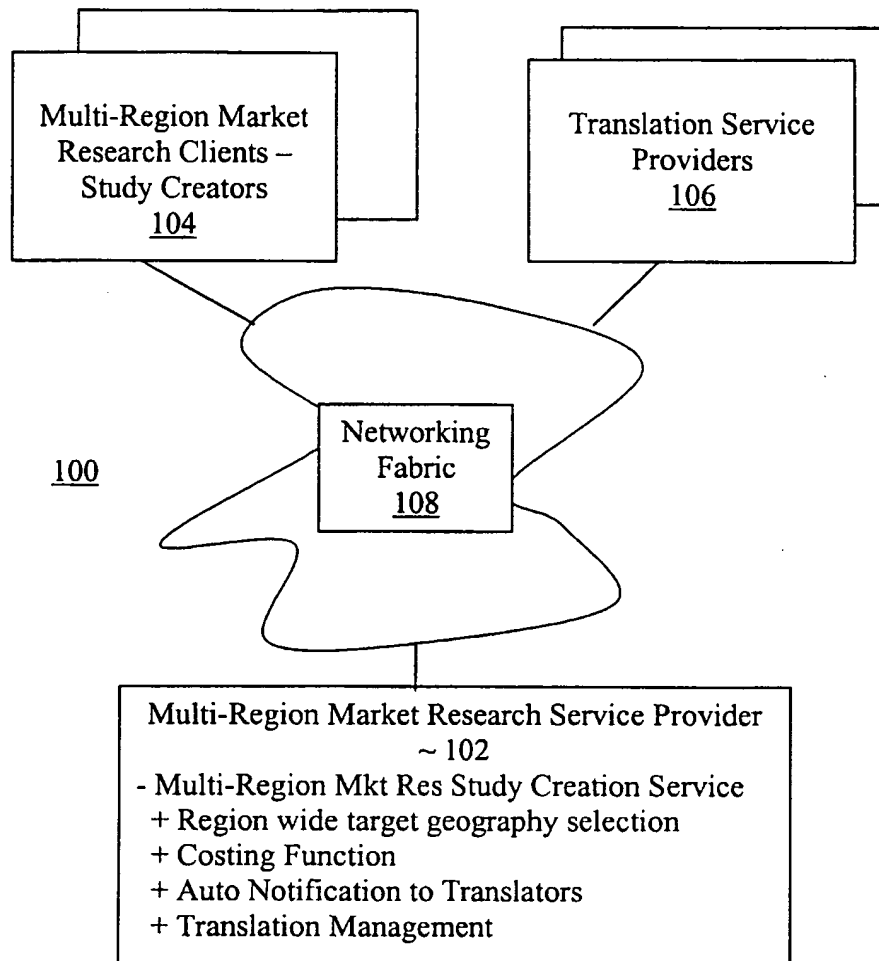 Multi-Region Market
Research Clients –
Study Creators
104
Translation Service
Providers
106
Networking
Fabric
108
100
Multi-Region Market Research Service Provider
~ 102
- Multi-Region Mkt Res Study Creation Service
+ Region wide target geography selection
+ Costing Function
+ Auto Notification to Translators
+ Translation Management